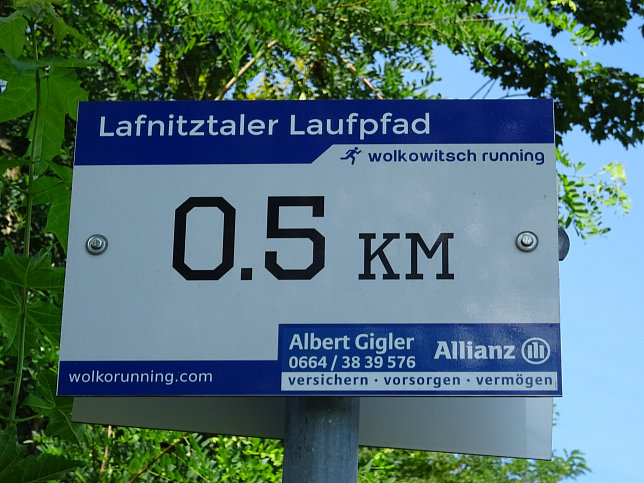 Lafnitztaler Laufpfad
wolkowitsch running
0.5 KM
Albert Gigler
0664 / 38 39 576
Allianz
wolkorunning.com
versichern · vorsorgen · vermögen